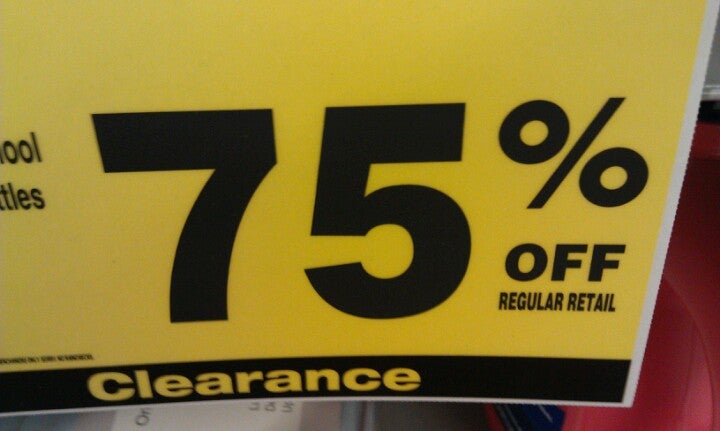 75%
OFF
REGULAR RETAIL
Clearance